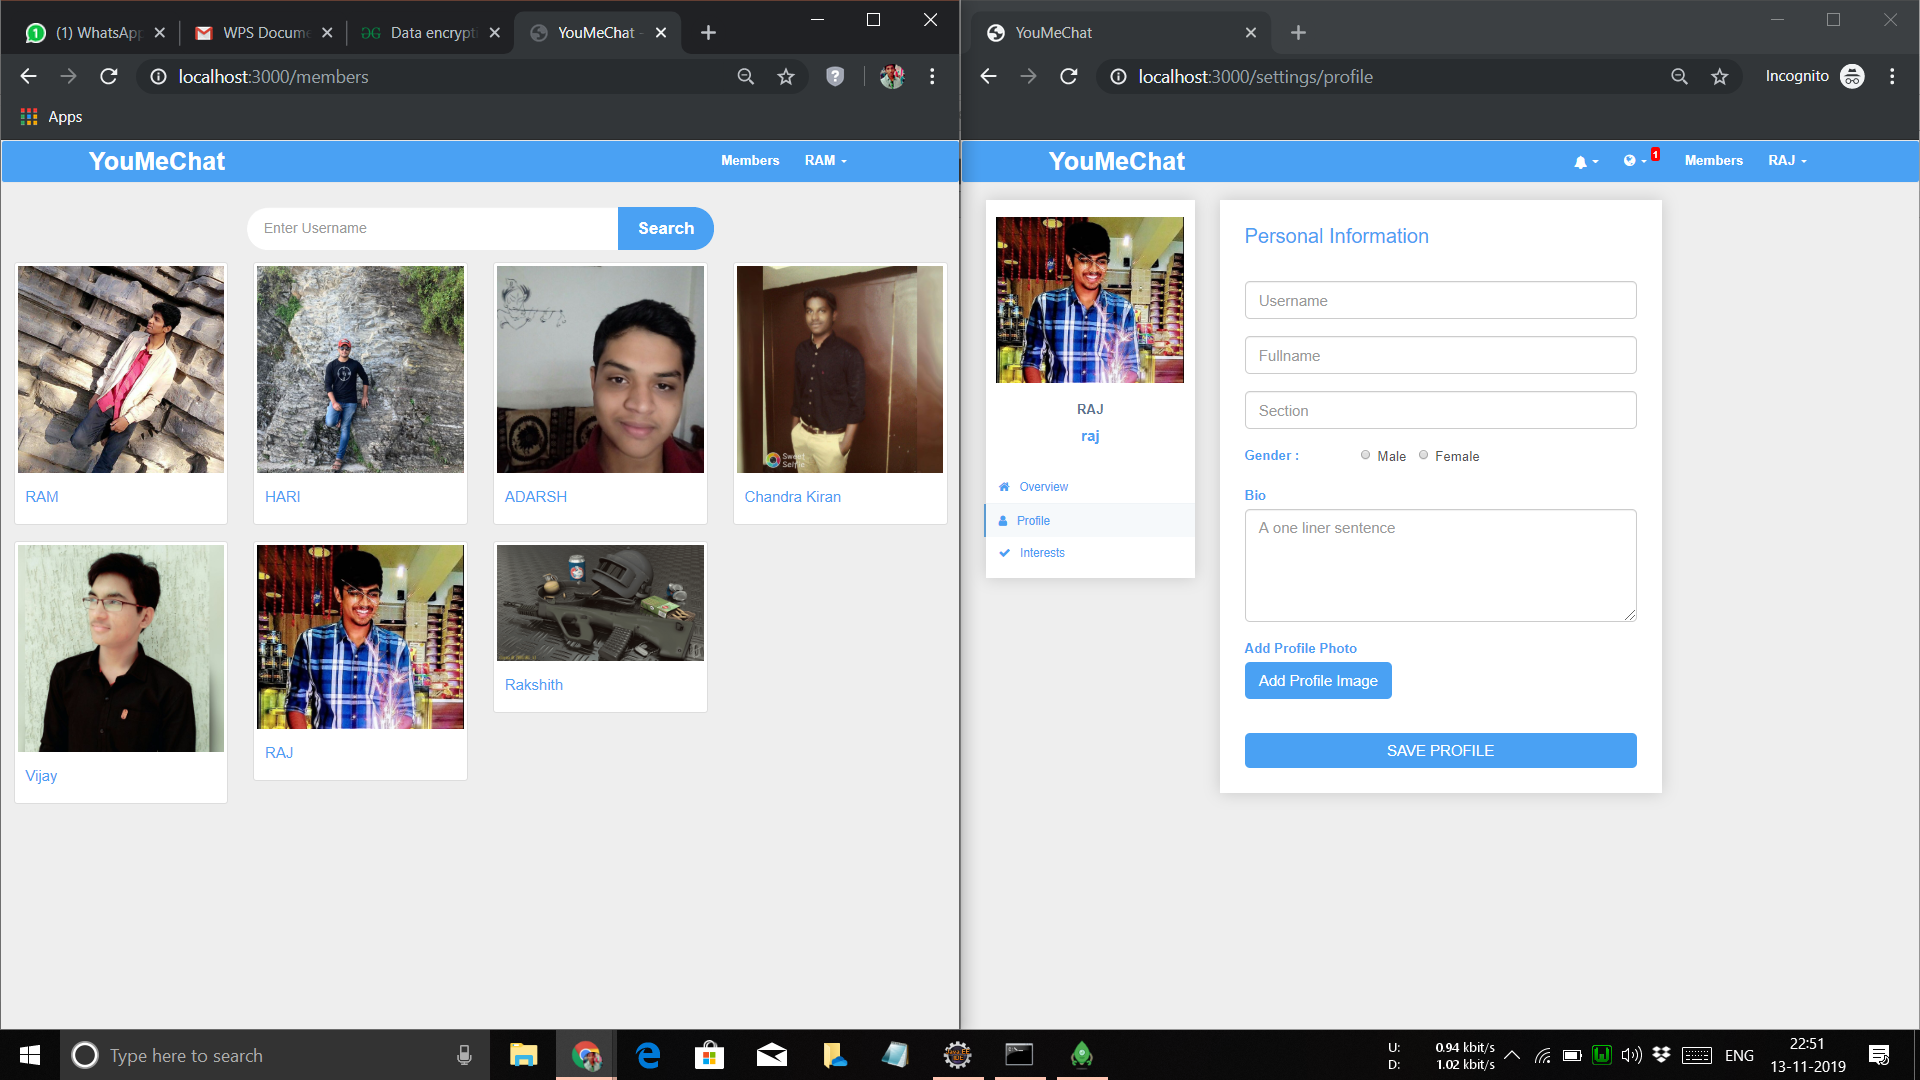 (1) WhatsApp
WPS Docume
Data encrypti
YouMeChat -
localhost:3000/members
Apps
YouMeChat
Members
RAM
Enter Username
Search
RAM
HARI
ADARSH
Sweet
Selfie
Chandra Kiran
Vijay
RAJ
Rakshith
YouMeChat
localhost:3000/settings/profile
Incognito
YouMeChat
1
Members
RAJ
RAJ
raj
Overview
Profile
Interests
Personal Information
Username
Fullname
Section
Gender :
Male
Female
Bio
A one liner sentence
Add Profile Photo
Add Profile Image
SAVE PROFILE
Type here to search
U: 0.94 kbit/s
D: 1.02 kbit/s
ENG
22:51
13-11-2019